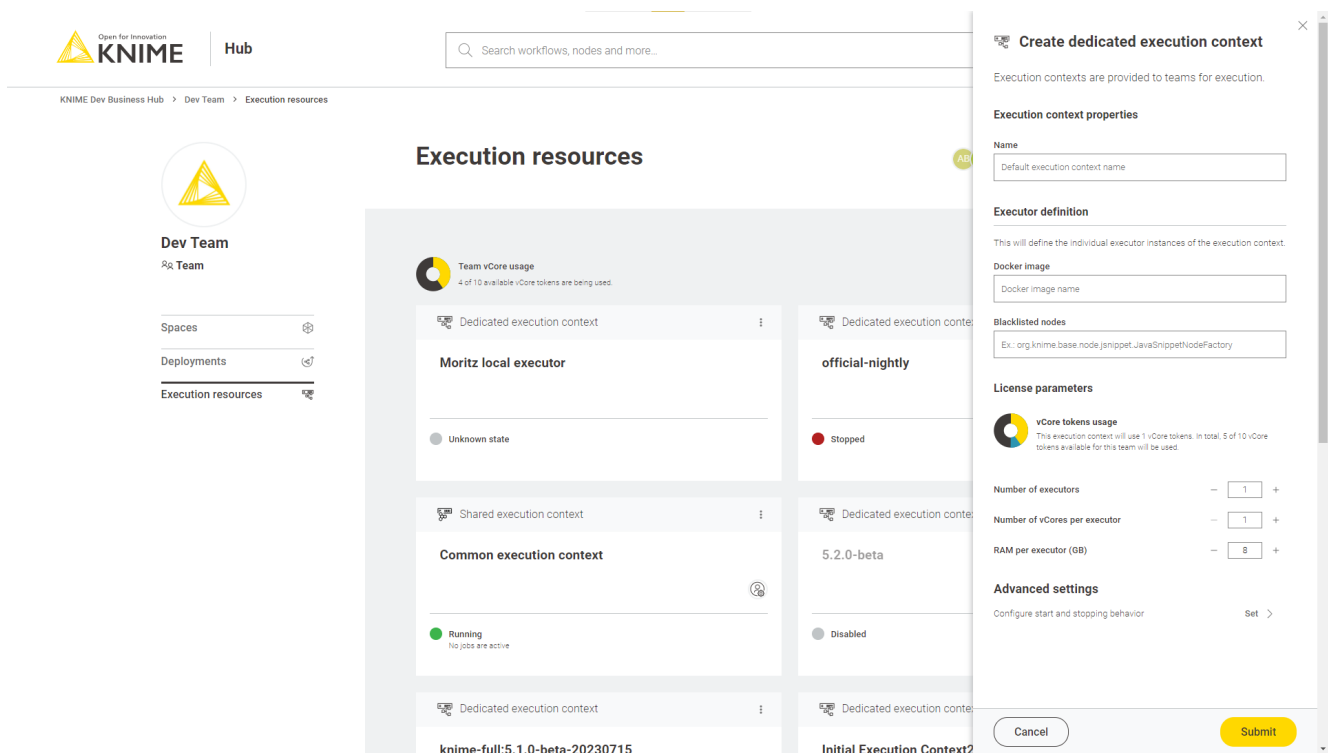 Open for Innovation
KNIME
Hub
Search workflows, nodes and more...
KNIME Dev Business Hub > Dev Team > Execution resources
Dev Team
Team
Spaces
Deployments
Execution resources
Execution resources
AB
Team vCore usage
4 of 10 available vCore tokens are being used.
Dedicated execution context
Moritz local executor
Unknown state
Dedicated execution conte
official-nightly
Stopped
Shared execution context
Common execution context
Running
No jobs are active
Dedicated execution conte
5.2.0-beta
Disabled
Dedicated execution context
knime-full:5.1.0-beta-20230715
Dedicated execution conte
Initial Execution Context2
Create dedicated execution context
Execution contexts are provided to teams for execution.
Execution context properties
Name
Default execution context name
Executor definition
This will define the individual executor instances of the execution context.
Docker image
Docker image name
Blacklisted nodes
Ex.: org.knime.base.node.jsnippet.JavaSnippetNodeFactory
License parameters
vCore tokens usage
This execution context will use 1 vCore tokens. In total, 5 of 10 vCore
tokens available for this team will be used.
Number of executors − 1 +
Number of vCores per executor − 1 +
RAM per executor (GB) − 8 +
Advanced settings
Configure start and stopping behavior Set >
Cancel
Submit